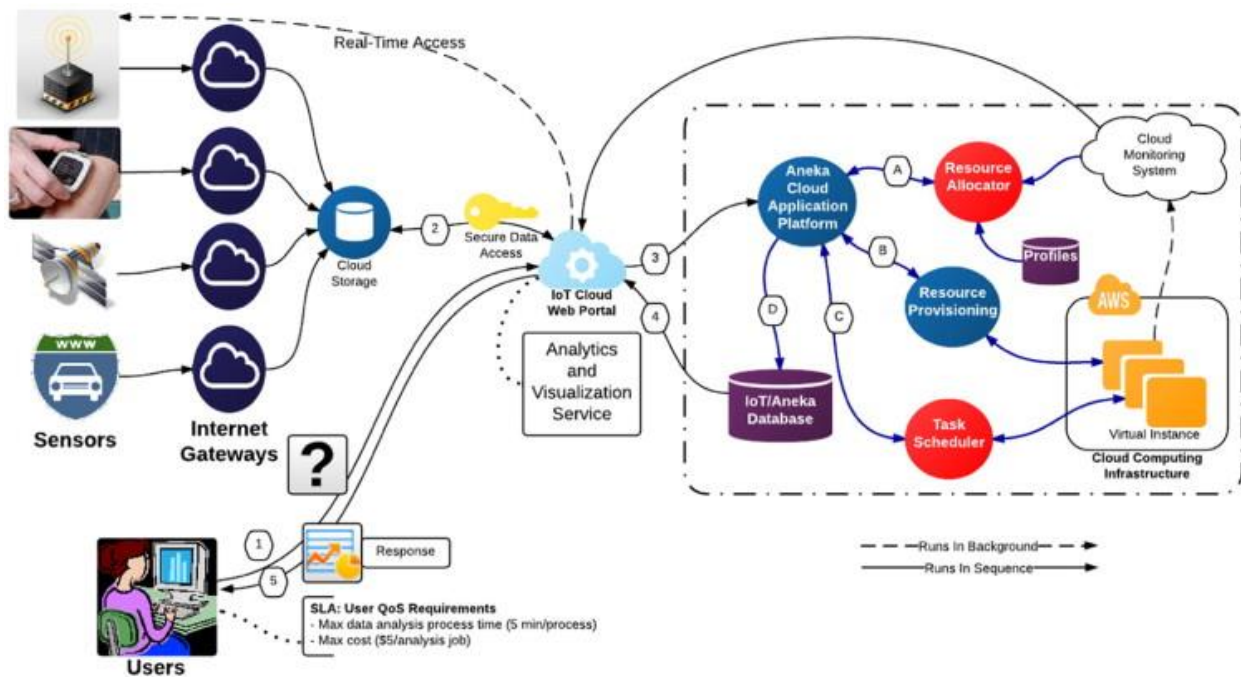 Real-Time Access
Cloud
Monitoring
System
A
Resource
Allocator
Aneka
Cloud
Application
Platform
2
Secure Data
Access
Cloud
Storage
3
B
Profiles
IoT Cloud
Web Portal
Resource
Provisioning
AWS
4
D
C
WWW
Analytics
and
Visualization
Service
IoT/Aneka
Database
Task
Scheduler
Virtual Instance
Cloud Computing
Infrastructure
Sensors
Internet
Gateways
?
1
5
Response
Runs In Background
Runs In Sequence
SLA: User QoS Requirements
- Max data analysis process time (5 min/process)
- Max cost ($5/analysis job)
Users